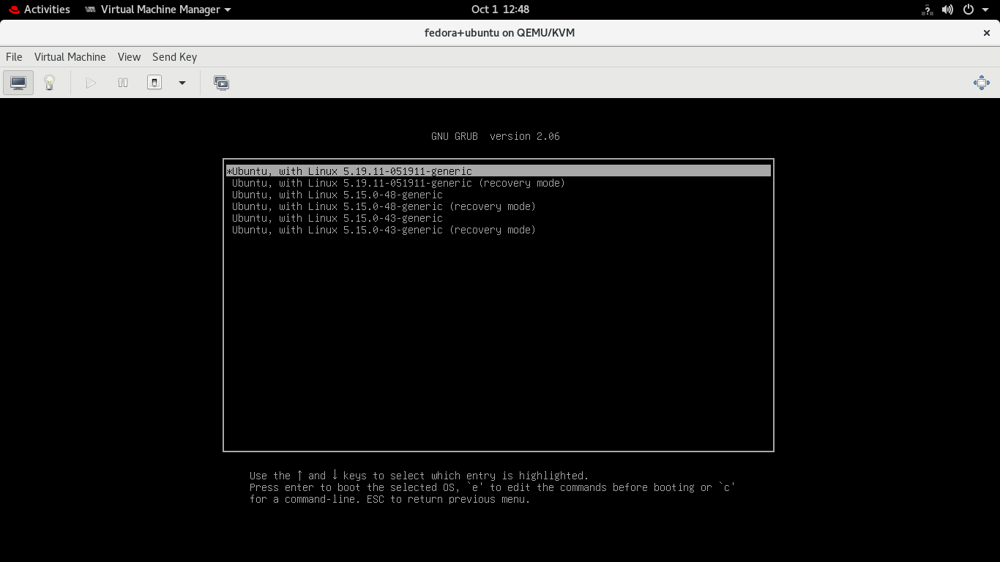 Activities Virtual Machine Manager Oct 1 12:48 ?
fedora+ubuntu on QEMU/KVM
File Virtual Machine View Send Key
GNU GRUB version 2.06
*Ubuntu, with Linux 5.19.11-051911-generic
Ubuntu, with Linux 5.19.11-051911-generic (recovery mode)
Ubuntu, with Linux 5.15.0-48-generic
Ubuntu, with Linux 5.15.0-48-generic (recovery mode)
Ubuntu, with Linux 5.15.0-43-generic
Ubuntu, with Linux 5.15.0-43-generic (recovery mode)
Use the ↑ and ↓ keys to select which entry is highlighted.
Press enter to boot the selected OS, `e' to edit the commands before booting or `c'
for a command-line. ESC to return previous menu.